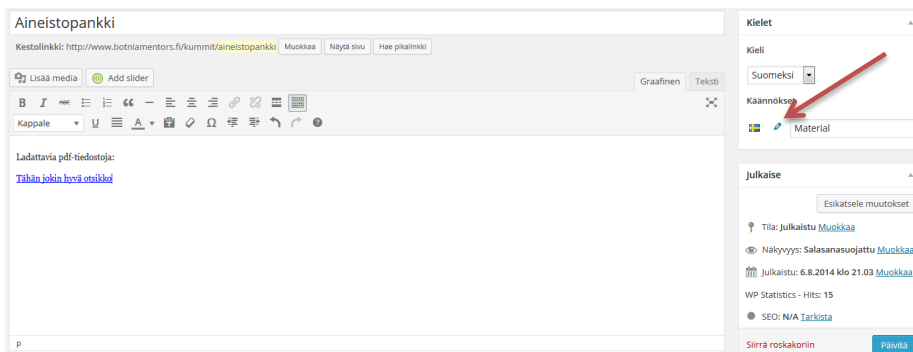 Aineistopankki
Kestolinkki: http://www.botniamentors.fi/kummit/aineistopankki Muokkaa Näytä sivu Hae pikalinkki
Lisää media Add slider
Graafinen Teksti
B I ABC
Kappale U A Ω
Ladattavia pdf-tiedostoja:
Tähän jokin hyvä otsikko
p
Kielet
Kieli
Suomeksi
Käännökset
Material
Julkaise
Esikatsele muutokset
Tila: Julkaistu Muokkaa
Näkyvyys: Salasanasuojattu Muokkaa
Julkaistu: 6.8.2014 klo 21.03 Muokkaa
WP Statistics - Hits: 15
SEO: N/A Tarkista
Siirrä roskakoriin Päivitä